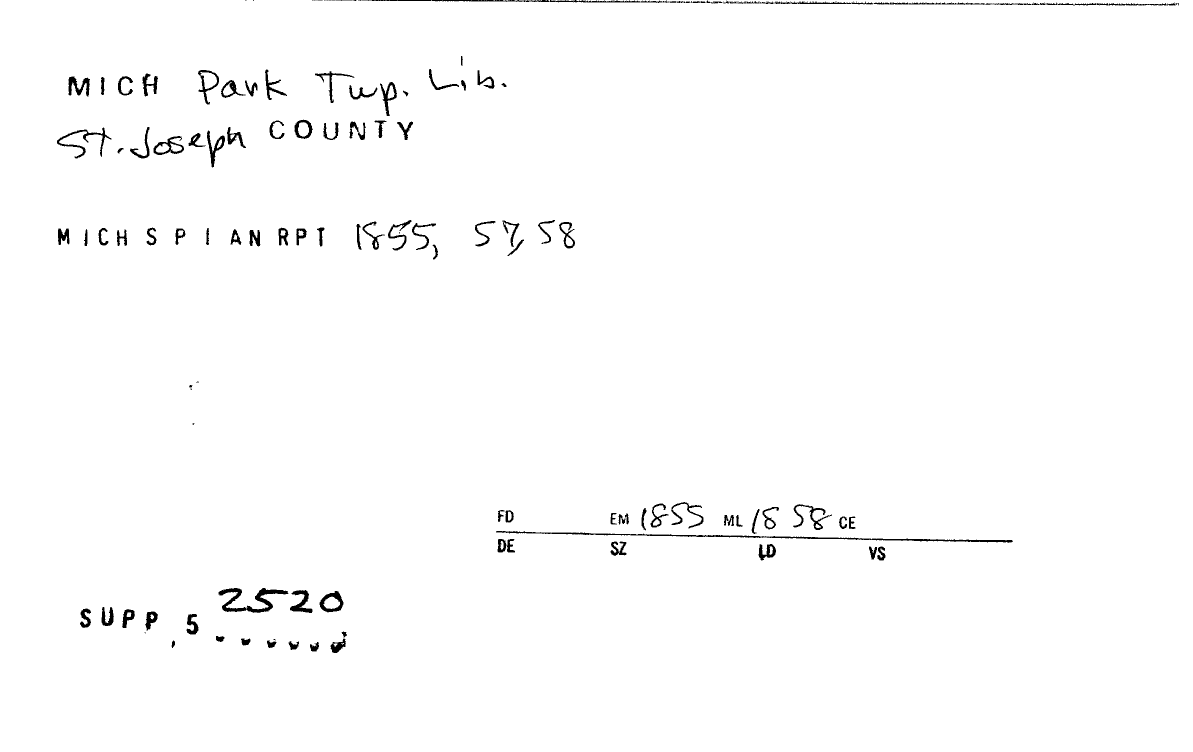 MICH Park Twp. Lib.
St. Joseph COUNTY
MICH S P I AN RPT 1855, 57, 58
FD EM 1855 ML 1858 CE
DE SZ LD VS
SUPP, 5 2520